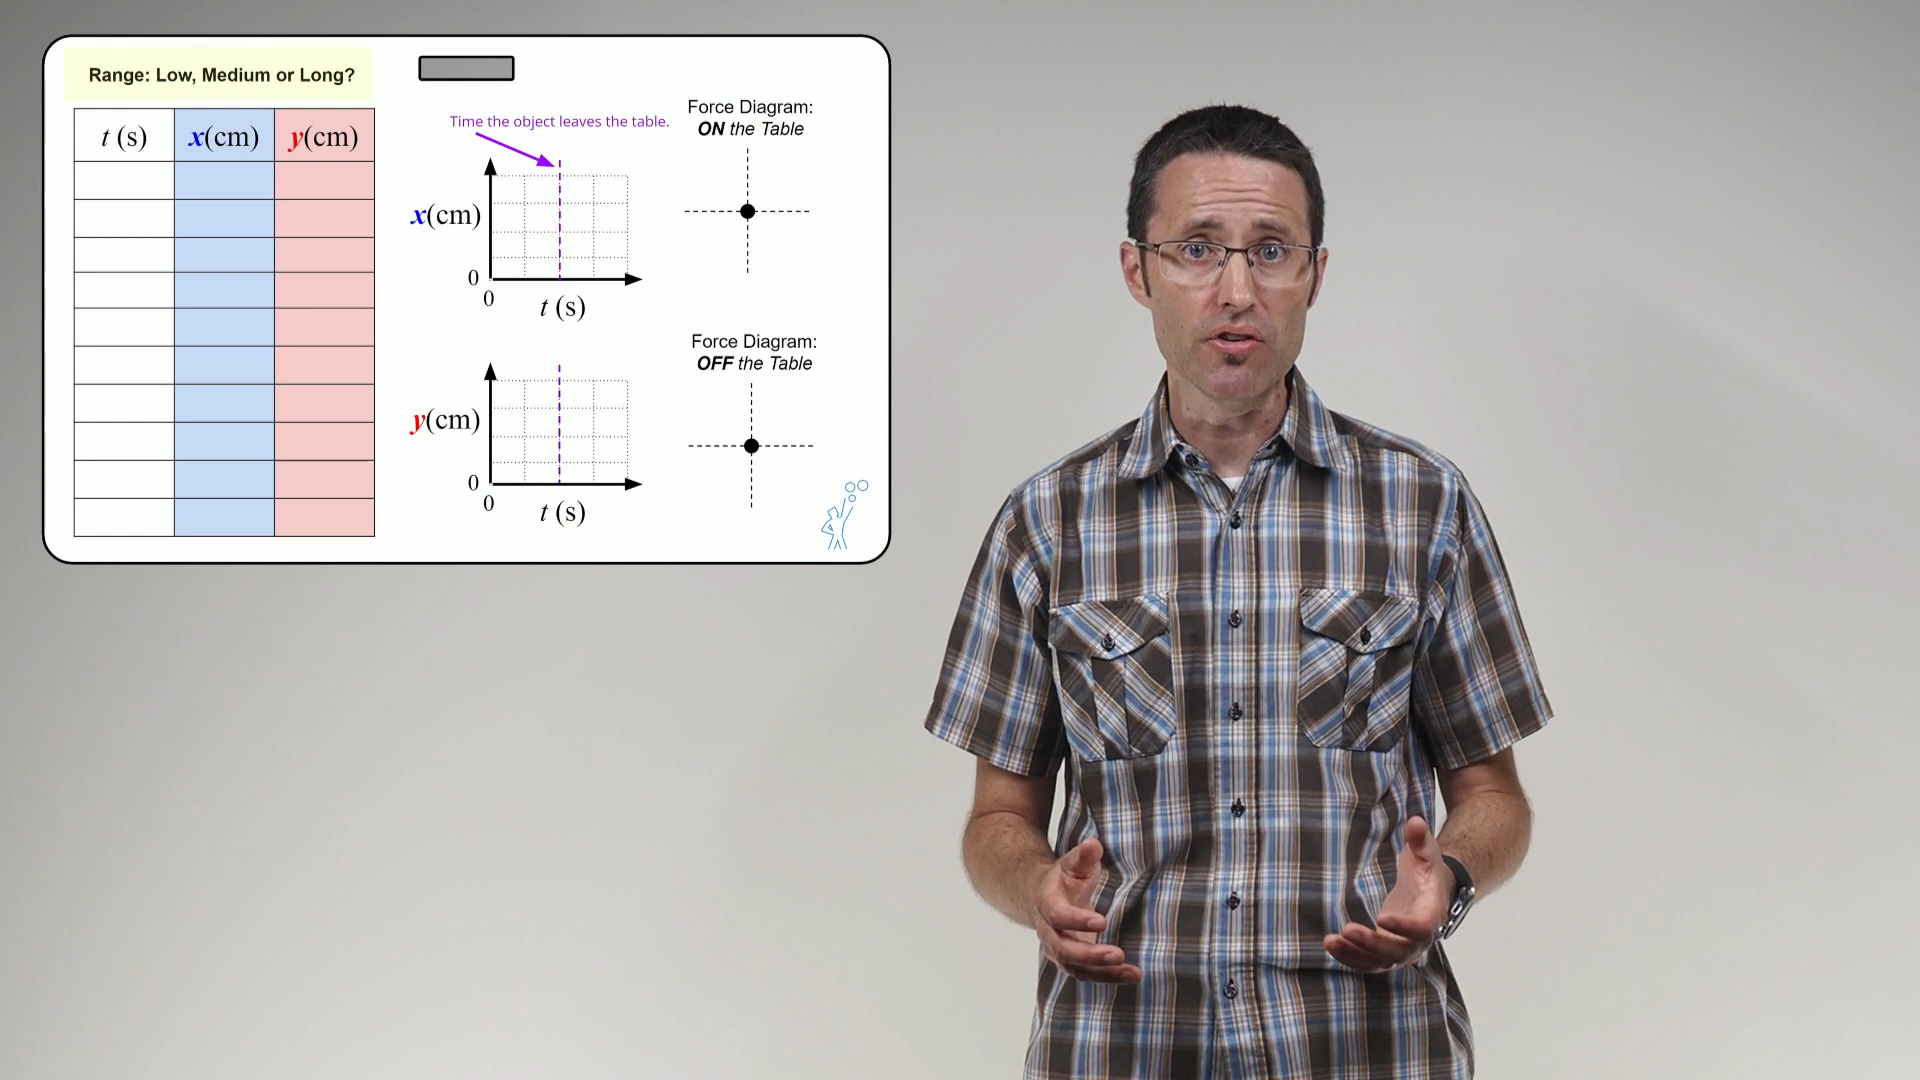 Range: Low, Medium or Long?
t (s) x(cm) y(cm)
Time the object leaves the table.
x(cm)
0
0
t (s)
Force Diagram:
ON the Table
y(cm)
0
0
t (s)
Force Diagram:
OFF the Table